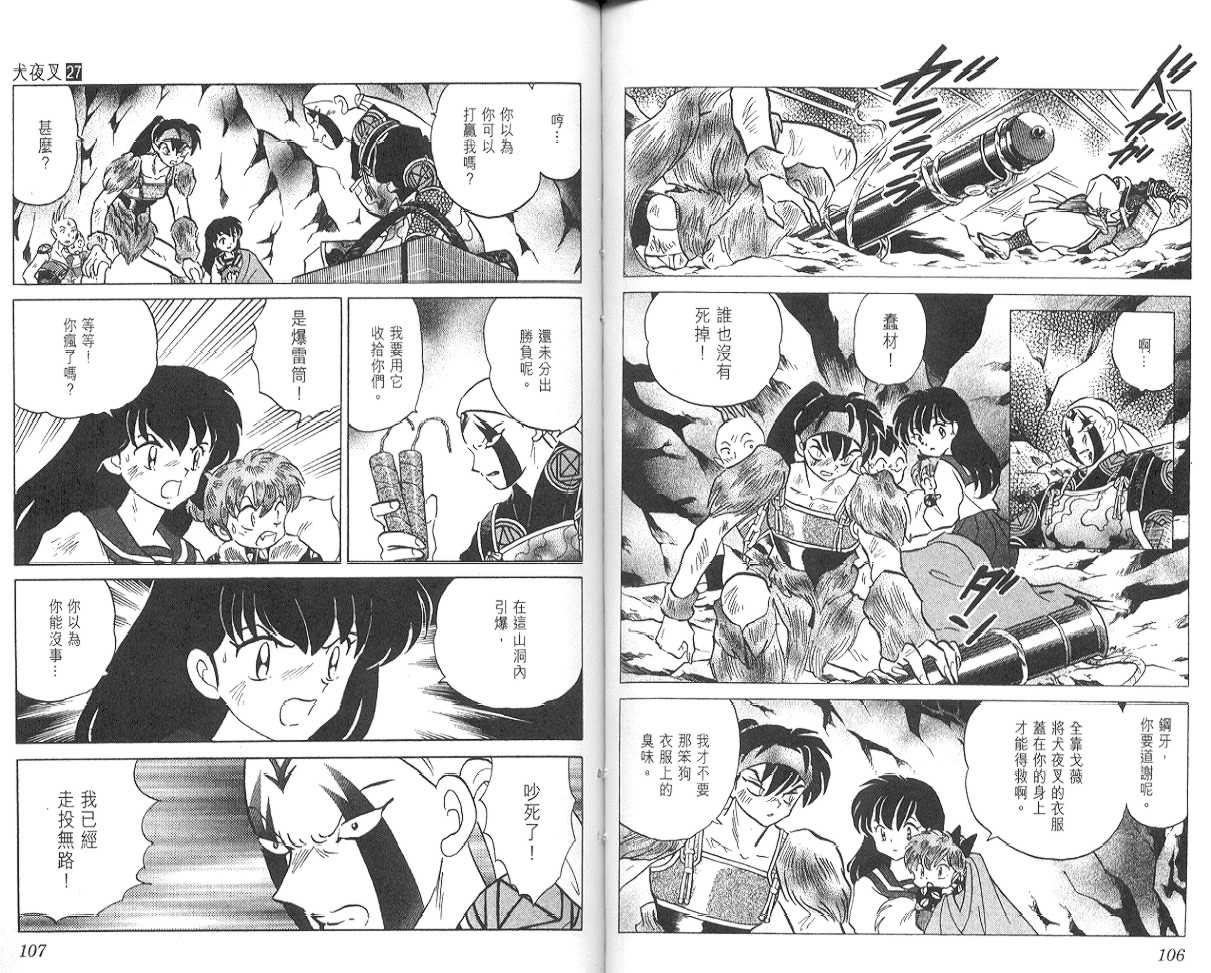 ドガッ
ガララ
啊…
蠢材！
誰也沒有
死掉！
ダン
鋼牙，
你要道謝呢。
全靠戈薇
將犬夜叉的衣服
蓋在你的身上
才能得救啊。
我才不要
那笨狗
衣服上的
臭味。
106
犬夜叉 27
哼…
你以為
你可以
打贏我嗎？
甚麼？
還未分出
勝負呢。
我要用它
收拾你們。
是爆雷筒！
等等！
你瘋了嗎？
在這山洞內
引爆，
你以為
你能沒事…
吵死了！
我已經
走投無路！
107